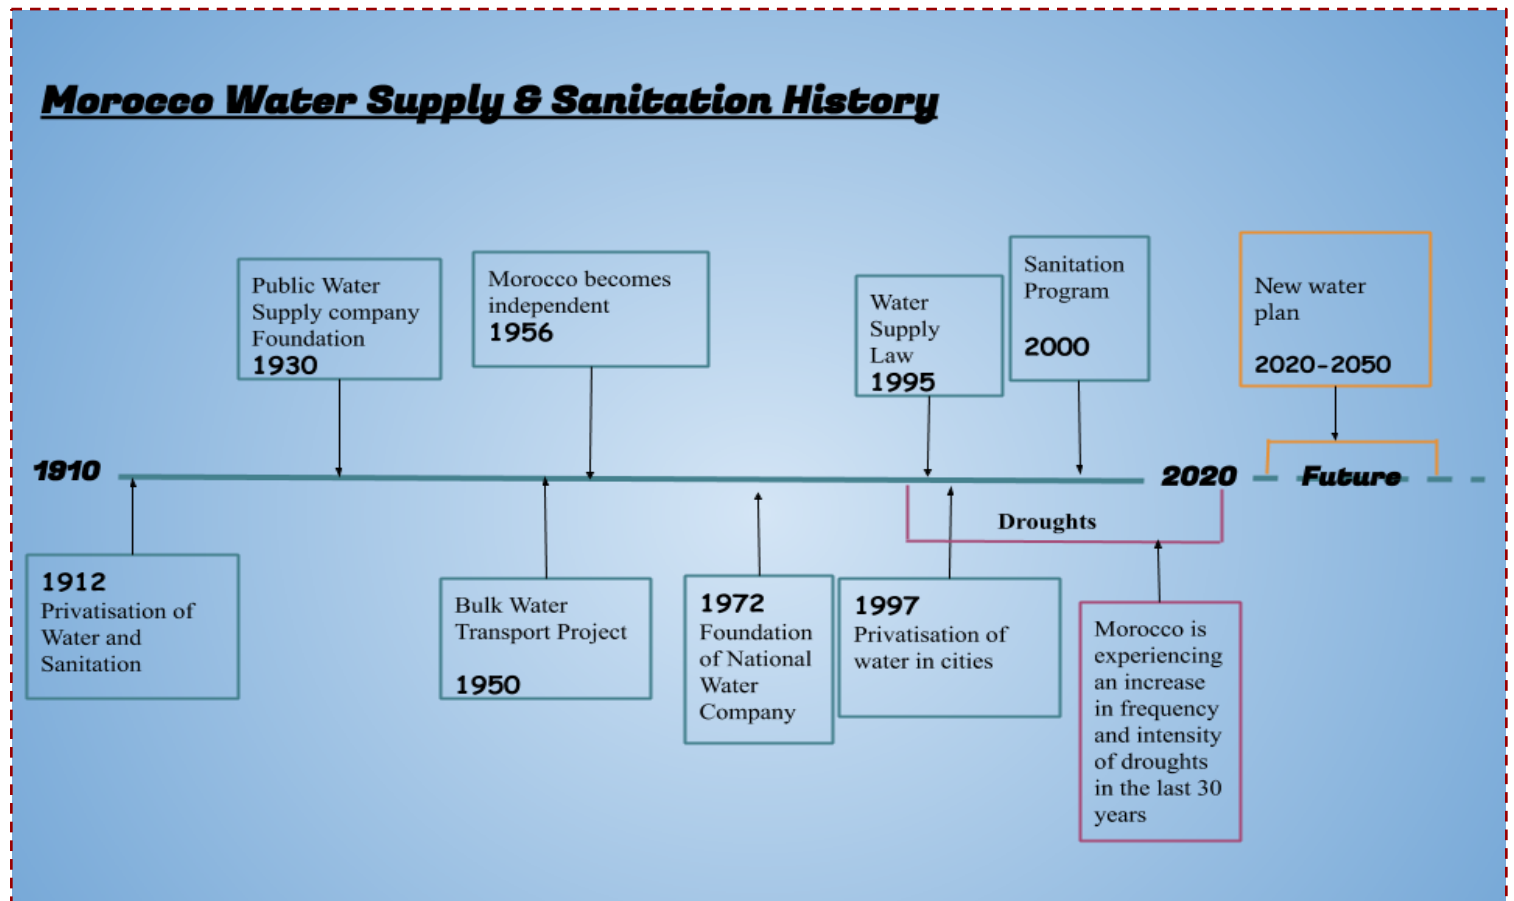 Morocco Water Supply & Sanitation History
Public Water
Supply company
Foundation
1930
Morocco becomes
independent
1956
Water
Supply
Law
1995
Sanitation
Program
2000
New water
plan
2020-2050
1910
2020
Future
Droughts
1912
Privatisation of
Water and
Sanitation
Bulk Water
Transport Project
1950
1972
Foundation
of National
Water
Company
1997
Privatisation of
water in cities
Morocco is
experiencing
an increase
in frequency
and intensity
of droughts
in the last 30
years